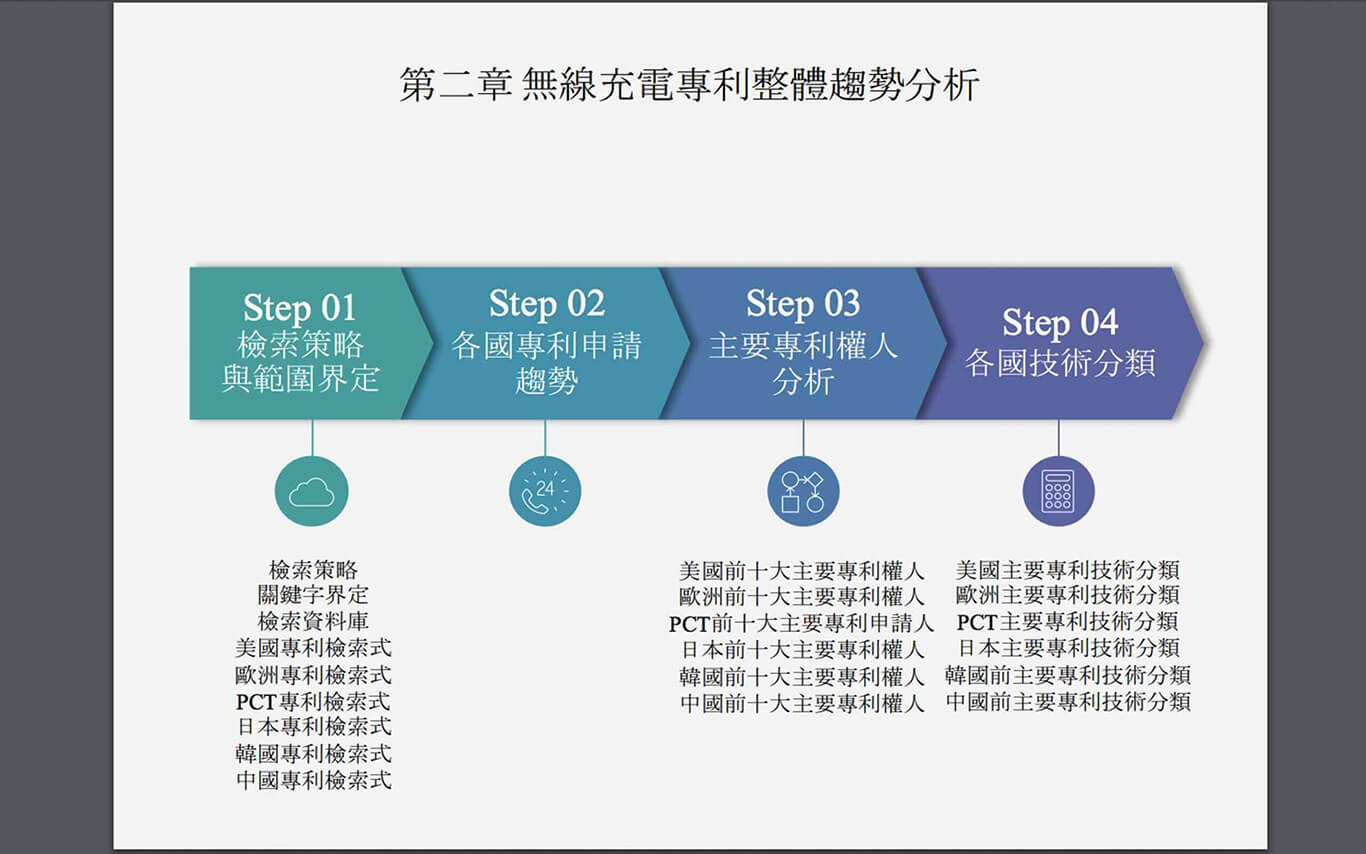 第二章 無線充電專利整體趨勢分析
Step 01
檢索策略
與範圍界定
Step 02
各國專利申請
趨勢
Step 03
主要專利權人
分析
Step 04
各國技術分類
24
檢索策略
關鍵字界定
檢索資料庫
美國專利檢索式
歐洲專利檢索式
PCT專利檢索式
日本專利檢索式
韓國專利檢索式
中國專利檢索式
美國前十大主要專利權人
歐洲前十大主要專利權人
PCT前十大主要專利申請人
日本前十大主要專利權人
韓國前十大主要專利權人
中國前十大主要專利權人
美國主要專利技術分類
歐洲主要專利技術分類
PCT主要專利技術分類
日本主要專利技術分類
韓國前主要專利技術分類
中國前主要專利技術分類